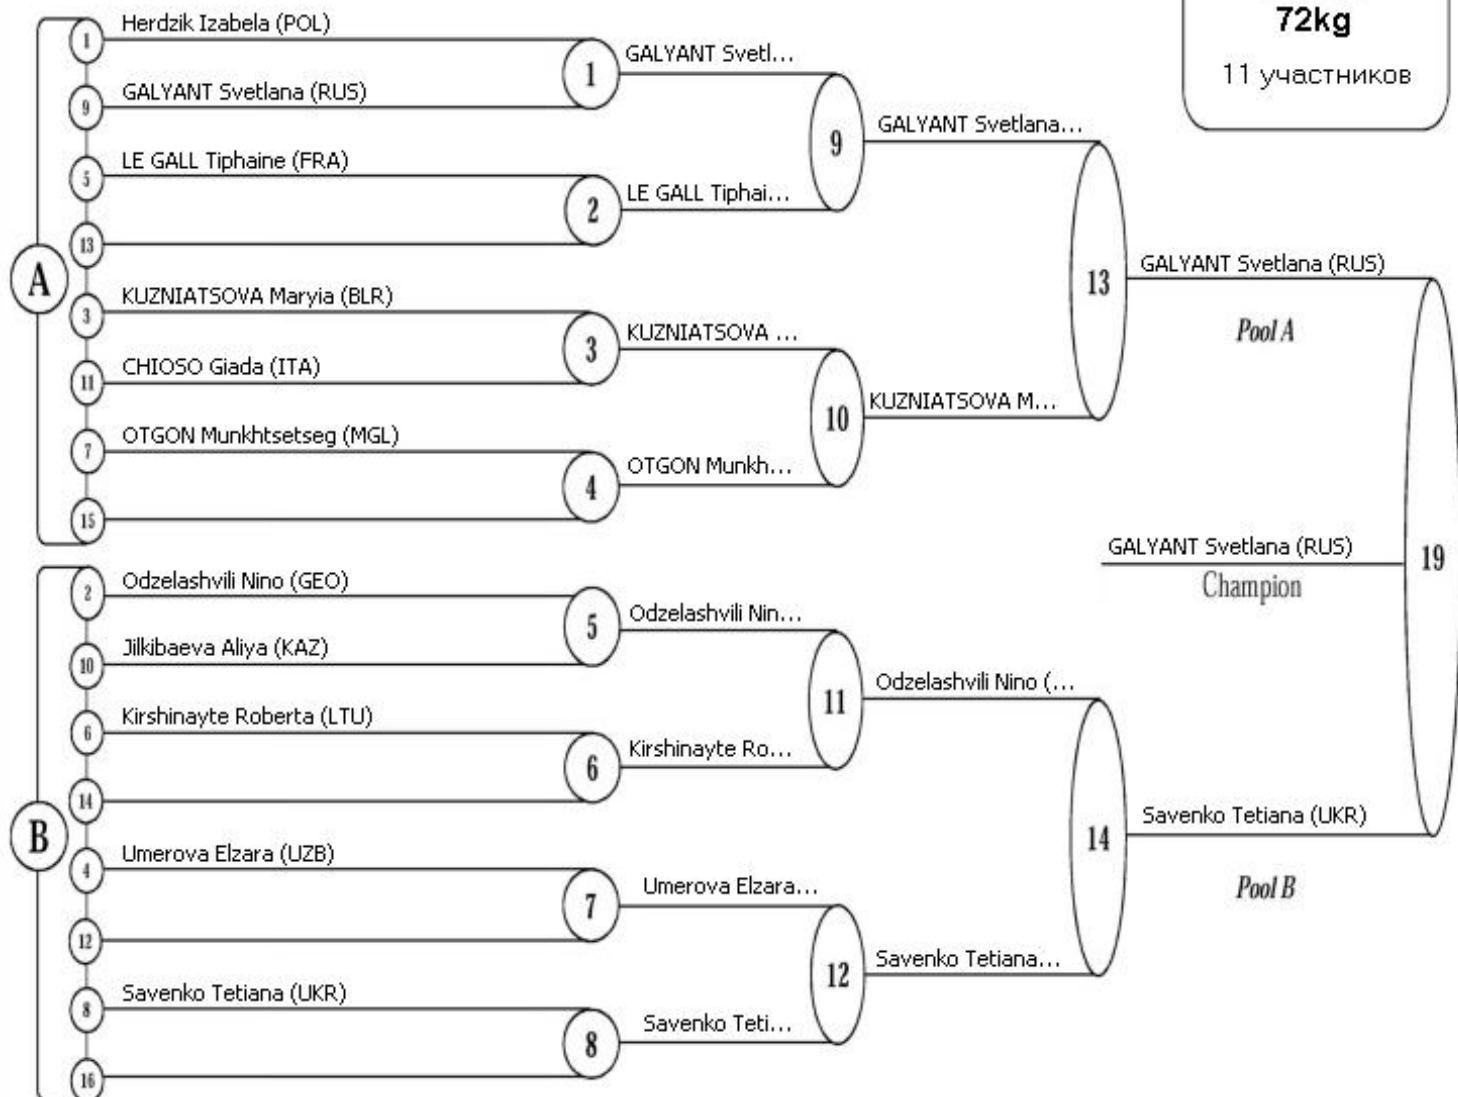 72kg
11 участников
A
1
Herdzik Izabela (POL)
9
GALYANT Svetlana (RUS)
5
LE GALL Tiphaine (FRA)
13
3
KUZNIATSOVA Maryia (BLR)
11
CHIOSO Giada (ITA)
7
OTGON Munkhtsetseg (MGL)
15
1
GALYANT Svetl...
2
LE GALL Tiphai...
3
KUZNIATSOVA ...
4
OTGON Munkh...
9
GALYANT Svetlana...
10
KUZNIATSOVA M...
13
GALYANT Svetlana (RUS)
Pool A
B
2
Odzelashvili Nino (GEO)
10
Jilkibaeva Aliya (KAZ)
6
Kirshinayte Roberta (LTU)
14
4
Umerova Elzara (UZB)
12
8
Savenko Tetiana (UKR)
16
5
Odzelashvili Nin...
6
Kirshinayte Ro...
7
Umerova Elzara...
8
Savenko Teti...
11
Odzelashvili Nino (...
12
Savenko Tetiana...
14
Savenko Tetiana (UKR)
Pool B
19
GALYANT Svetlana (RUS)
Champion